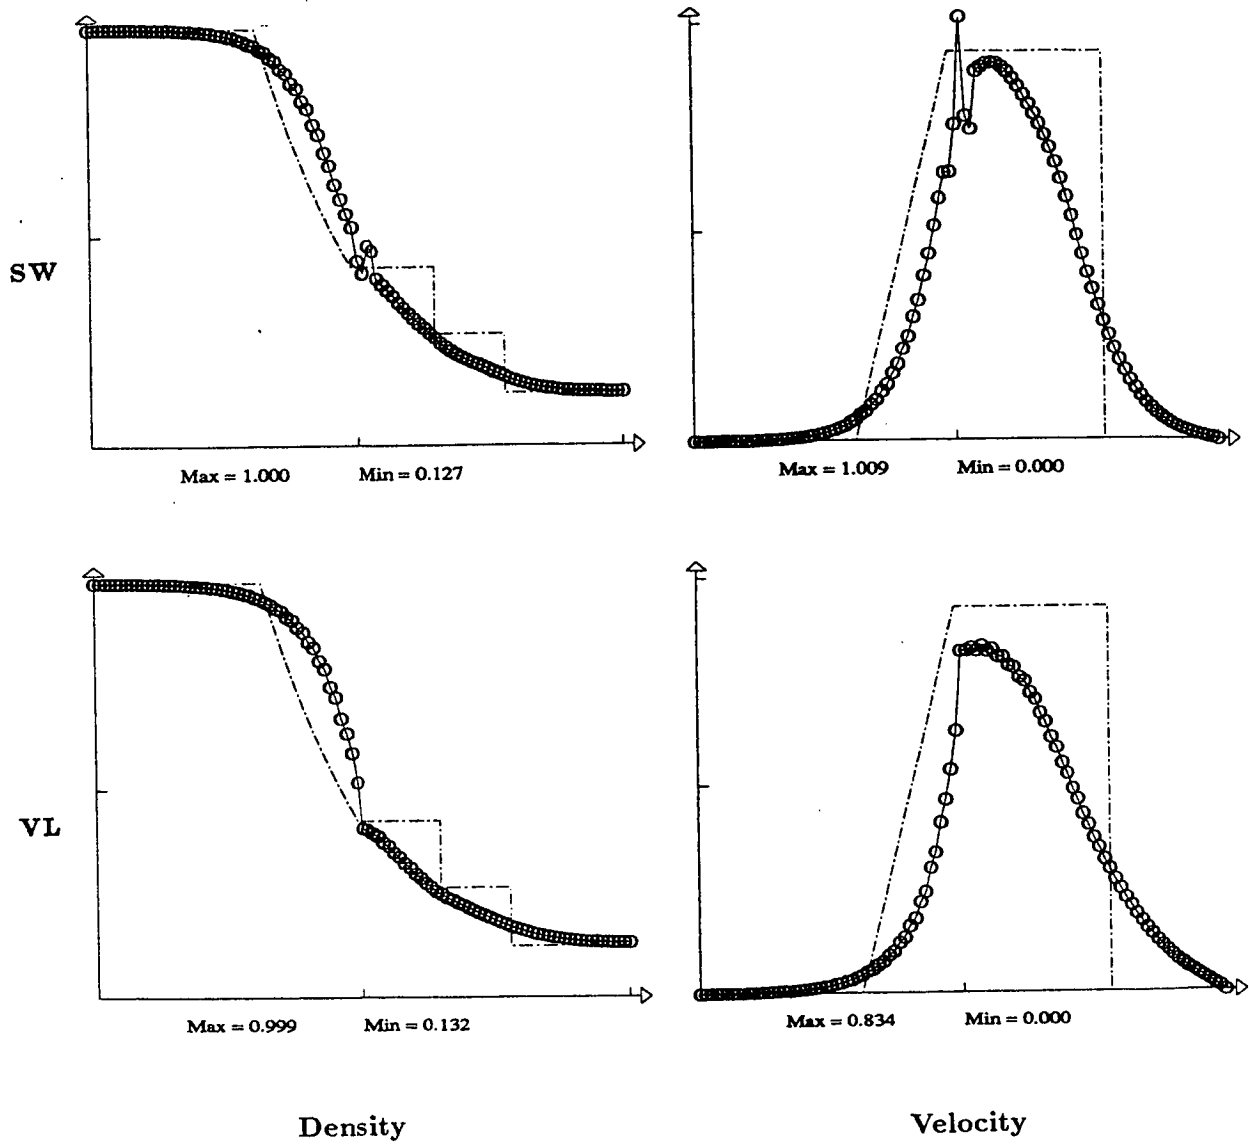 SW
Max = 1.000 Min = 0.127
Max = 1.009 Min = 0.000
VL
Max = 0.999 Min = 0.132
Max = 0.834 Min = 0.000
Density
Velocity